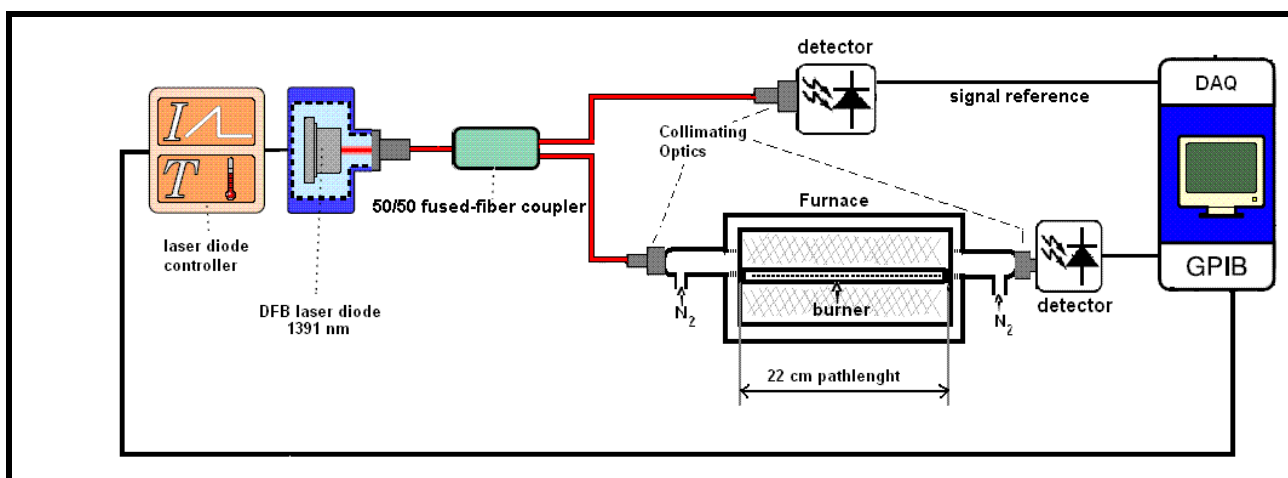 detector
DAQ
signal reference
I
Collimating
Optics
T
50/50 fused-fiber coupler
Furnace
laser diode
controller
GPIB
DFB laser diode
1391 nm
N2
burner
N2
detector
22 cm pathlenght